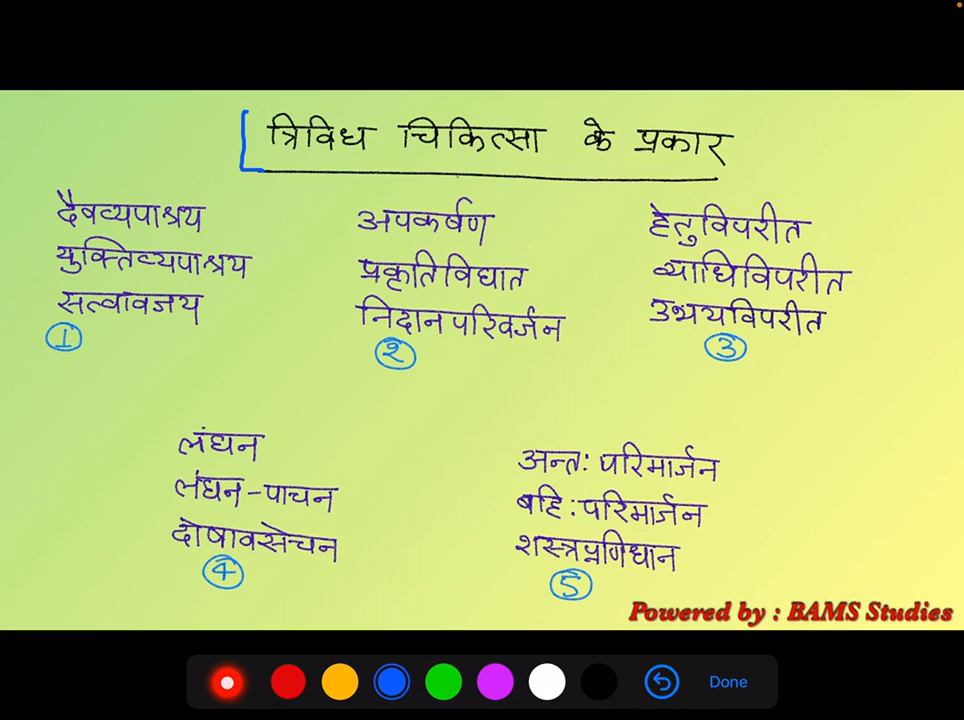 त्रिविध चिकित्सा के प्रकार
दैवव्यपाश्रय
युक्तिव्यपाश्रय
सत्वावजय
1
अपकर्षण
प्रकृतिविघात
निदानपरिवर्जन
2
हेतुविपरीत
व्याधिविपरीत
उभयविपरीत
3
लंघन
लंघन-पाचन
दोषावसेचन
4
अन्तः परिमार्जन
बहि:परिमार्जन
शस्त्रप्रणिधान
5
Powered by : BAMS Studies
Done